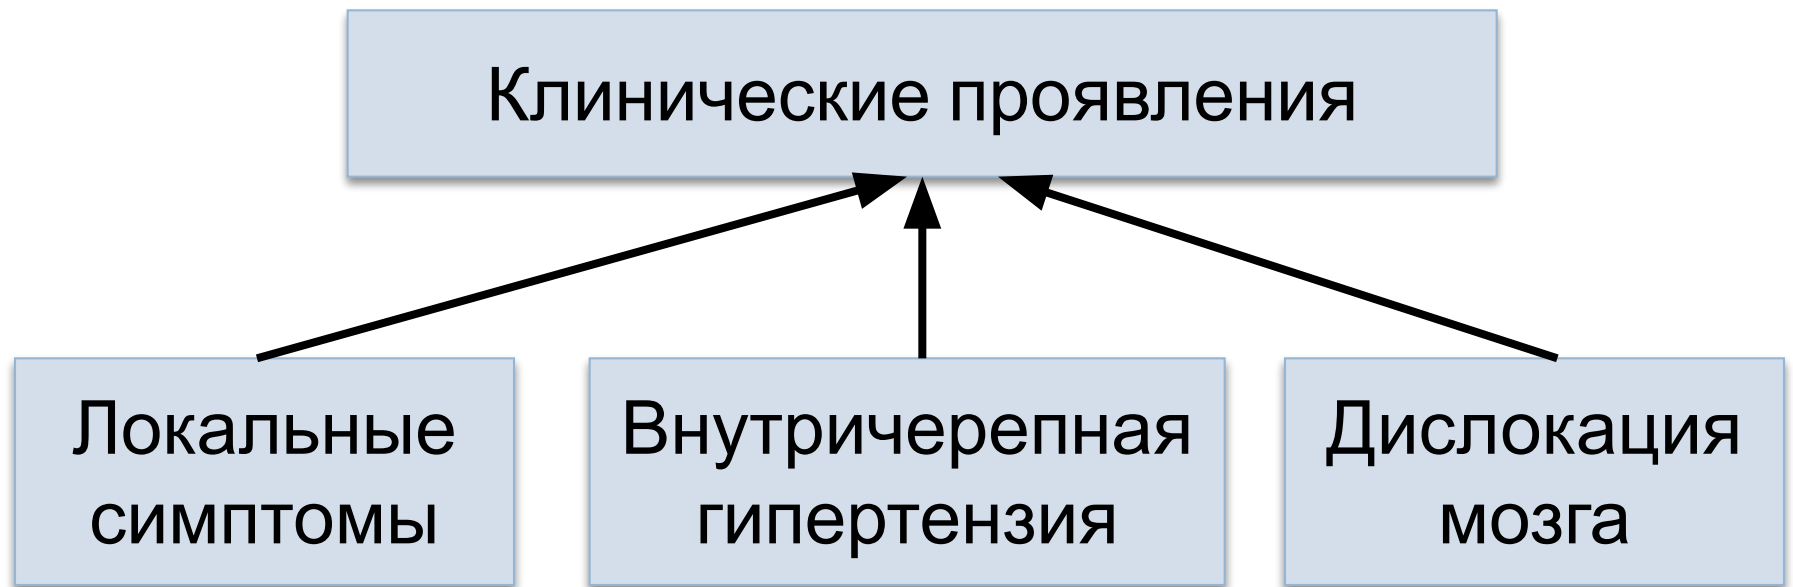 Клинические проявления
Локальные
симптомы
Внутричерепная
гипертензия
Дислокация
мозга